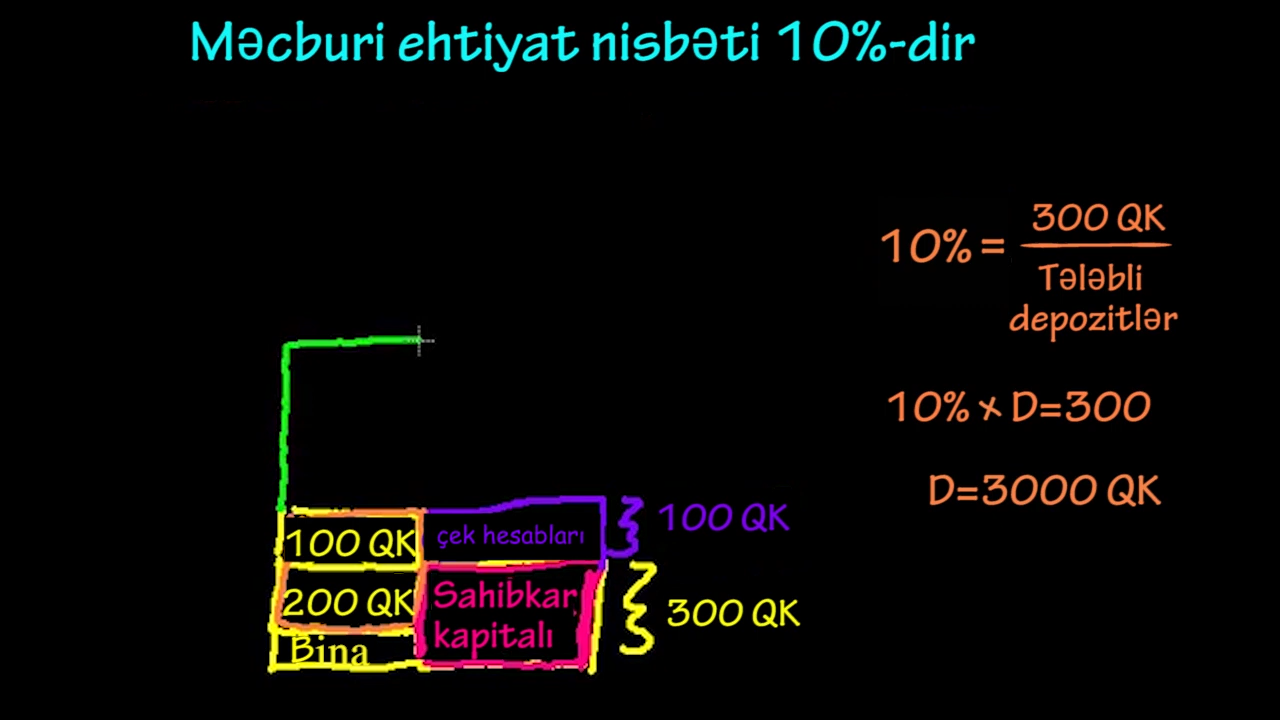 Məcburi ehtiyat nisbəti 10%-dir
10% = 300 QK
Tələbli
depozitlər
10% x D=300
D=3000 QK
100 QK
çek hesabları
100 QK
200 QK
Sahibkar
kapitalı
300 QK
Bina